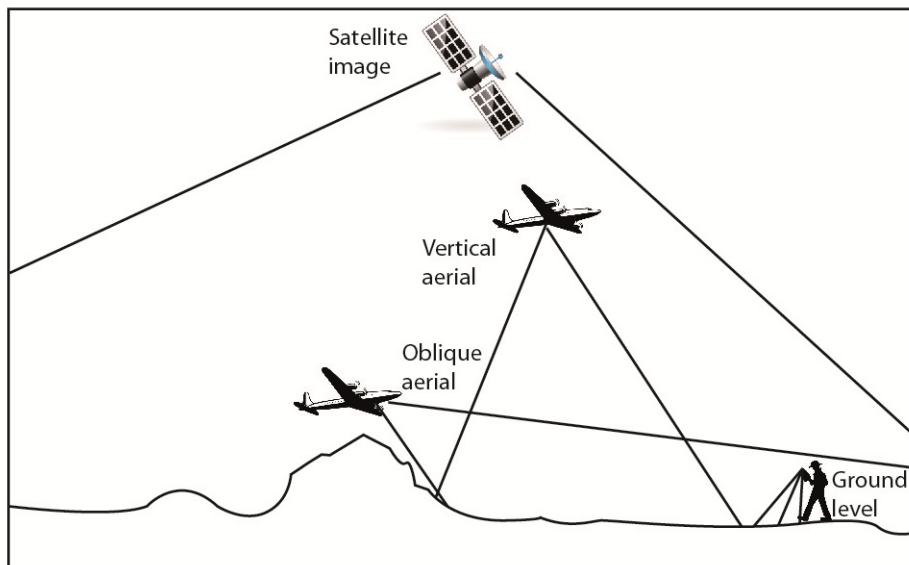 Satellite
image
Vertical
aerial
Oblique
aerial
Ground
level